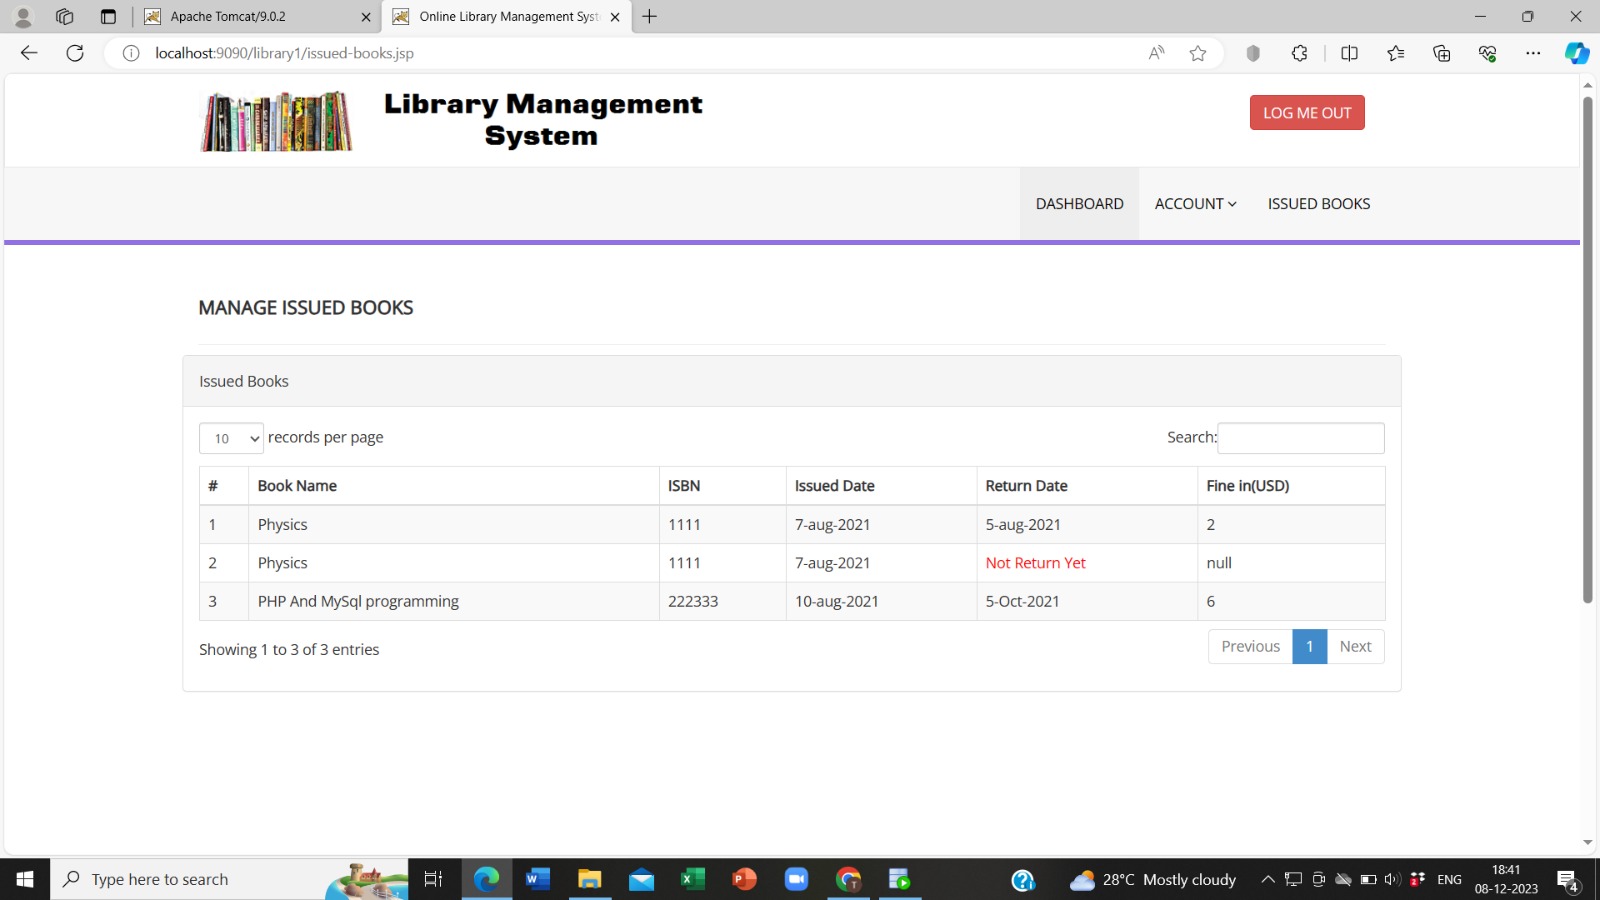 Apache Tomcat/9.0.2
Online Library Management Syst
localhost:9090/library1/issued-books.jsp
Library Management
System
LOG ME OUT
DASHBOARD ACCOUNT ISSUED BOOKS
MANAGE ISSUED BOOKS
Issued Books
10 records per page Search:
# Book Name ISBN Issued Date Return Date Fine in(USD)
1 Physics 1111 7-aug-2021 5-aug-2021 2
2 Physics 1111 7-aug-2021 Not Return Yet null
3 PHP And MySql programming 222333 10-aug-2021 5-Oct-2021 6
Showing 1 to 3 of 3 entries Previous 1 Next
Type here to search
28°C Mostly cloudy
ENG
18:41
08-12-2023
4